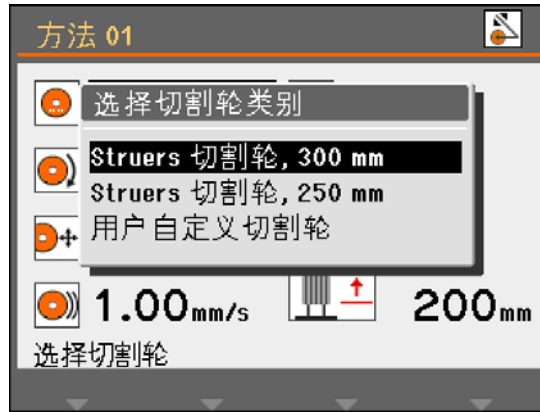 方法 01
选择切割轮类别
Struers 切割轮, 300 mm
Struers 切割轮, 250 mm
用户自定义切割轮
1.00mm/s
200mm
选择切割轮